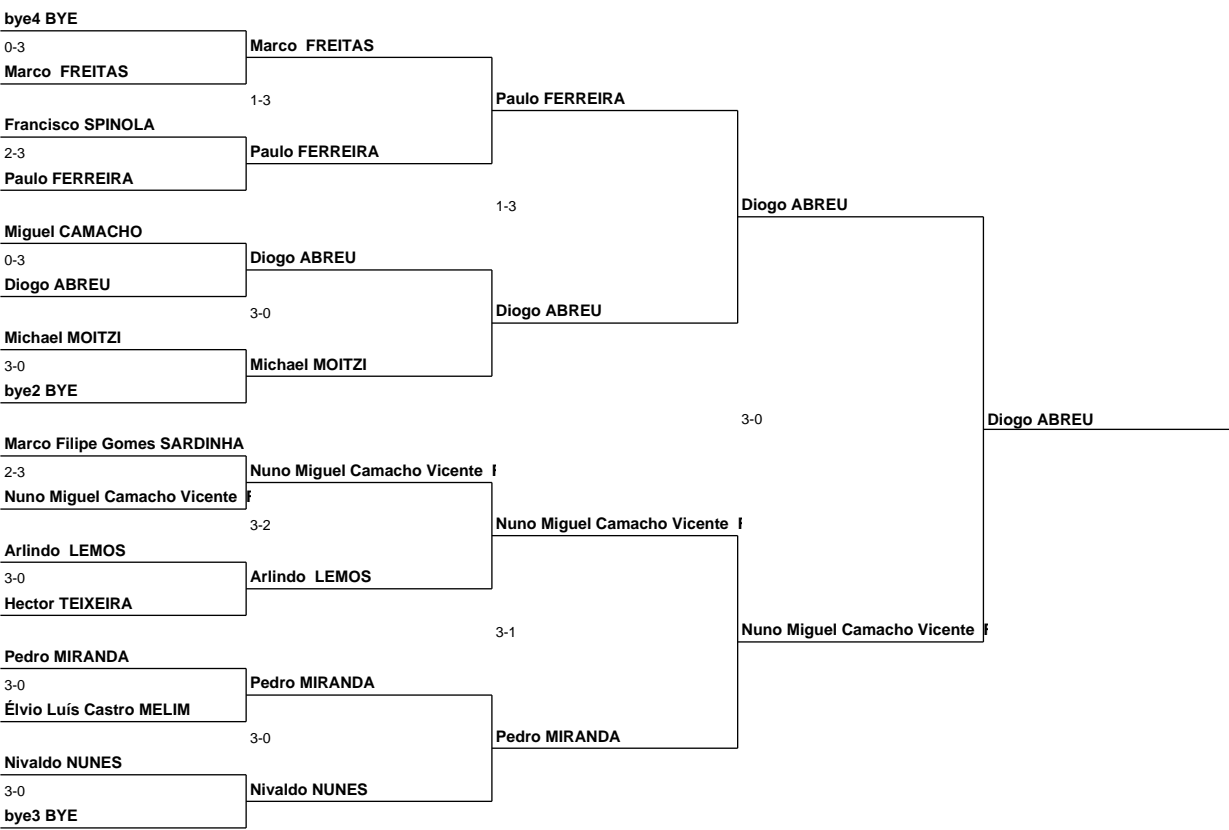 bye4 BYE
0-3
Marco FREITAS
Marco FREITAS
1-3
Francisco SPINOLA
2-3
Paulo FERREIRA
Paulo FERREIRA
Paulo FERREIRA
1-3
Miguel CAMACHO
0-3
Diogo ABREU
Diogo ABREU
3-0
Michael MOITZI
3-0
bye2 BYE
Michael MOITZI
Diogo ABREU
Diogo ABREU
3-0
Diogo ABREU
Marco Filipe Gomes SARDINHA
2-3
Nuno Miguel Camacho Vicente
Nuno Miguel Camacho Vicente
3-2
Arlindo LEMOS
3-0
Hector TEIXEIRA
Arlindo LEMOS
Nuno Miguel Camacho Vicente
3-1
Nuno Miguel Camacho Vicente
Pedro MIRANDA
3-0
Élvio Luís Castro MELIM
Pedro MIRANDA
3-0
Nivaldo NUNES
3-0
bye3 BYE
Nivaldo NUNES
Pedro MIRANDA